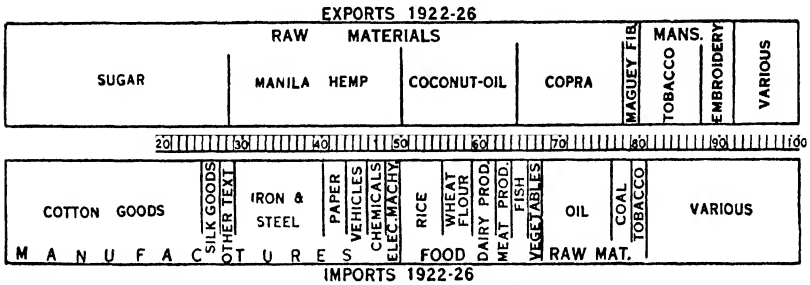 EXPORTS 1922-26
RAW MATERIALS
MANS.
SUGAR
MANILA HEMP
COCONUT-OIL
COPRA
MAGUEY FIB.
TOBACCO
EMBROIDERY
VARIOUS
20 30 40 50 60 70 80 90 100
COTTON GOODS
SILK GOODS
OTHER TEXT.
IRON &
STEEL
PAPER
VEHICLES
CHEMICALS
ELEC. MACHY.
RICE
WHEAT
FLOUR
DAIRY PROD.
MEAT PROD.
FISH
VEGETABLES
OIL
COAL
TOBACCO
VARIOUS
MANUFACTURES
FOOD
RAW MAT.
IMPORTS 1922-26